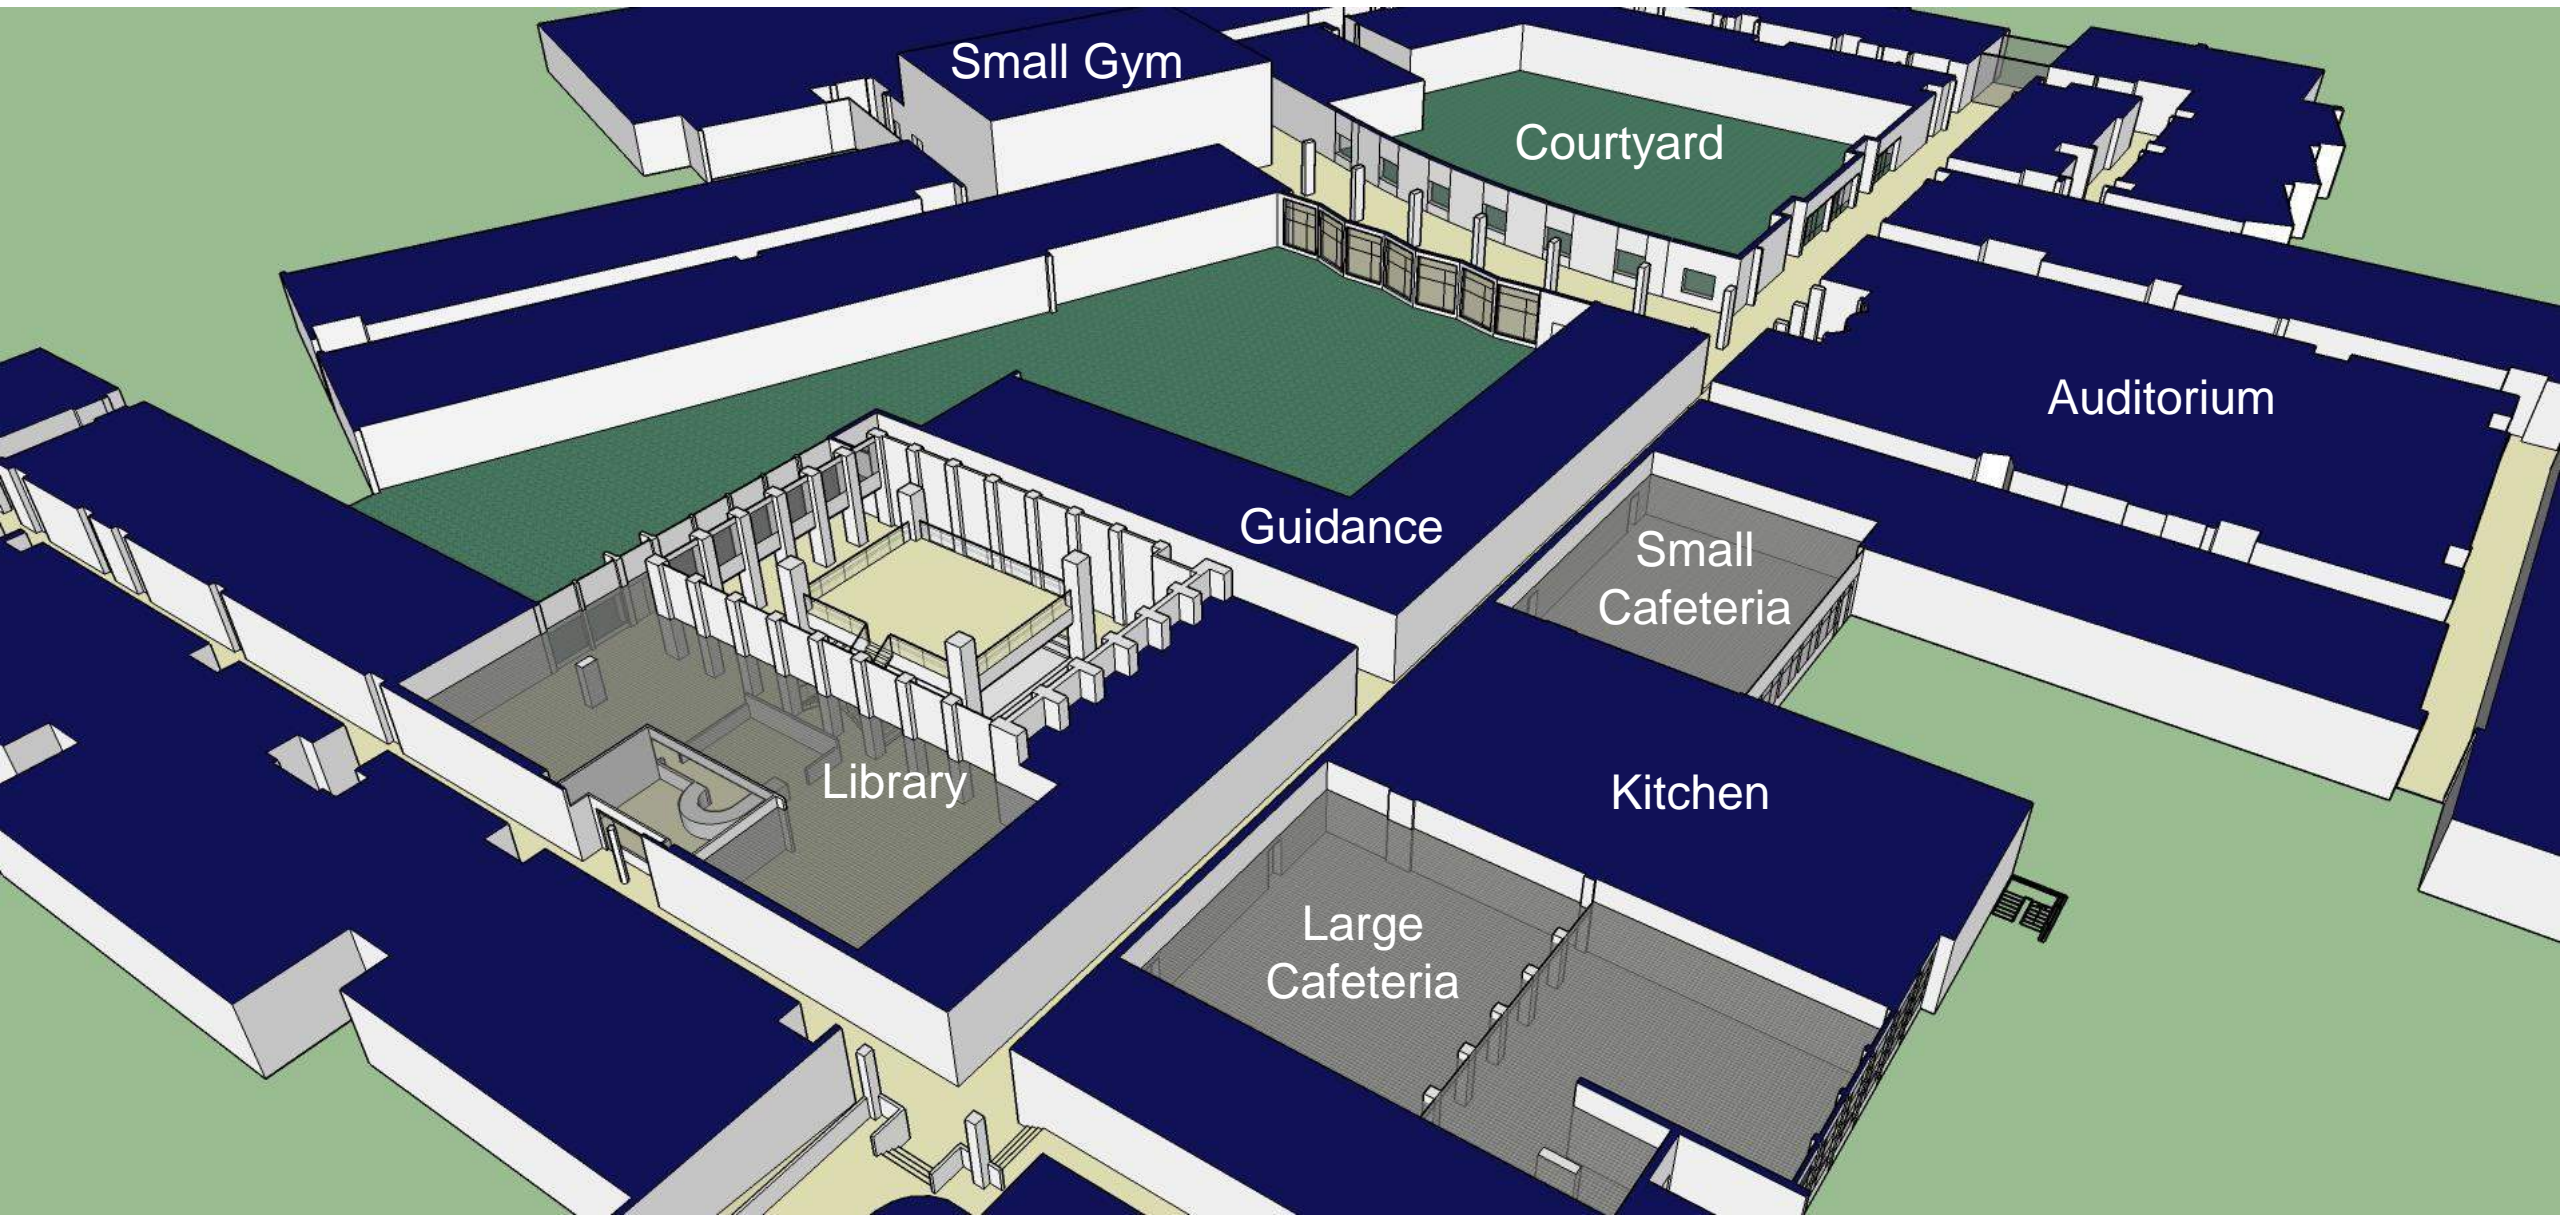 Small Gym
Courtyard
Auditorium
Guidance
Small
Cafeteria
Library
Kitchen
Large
Cafeteria